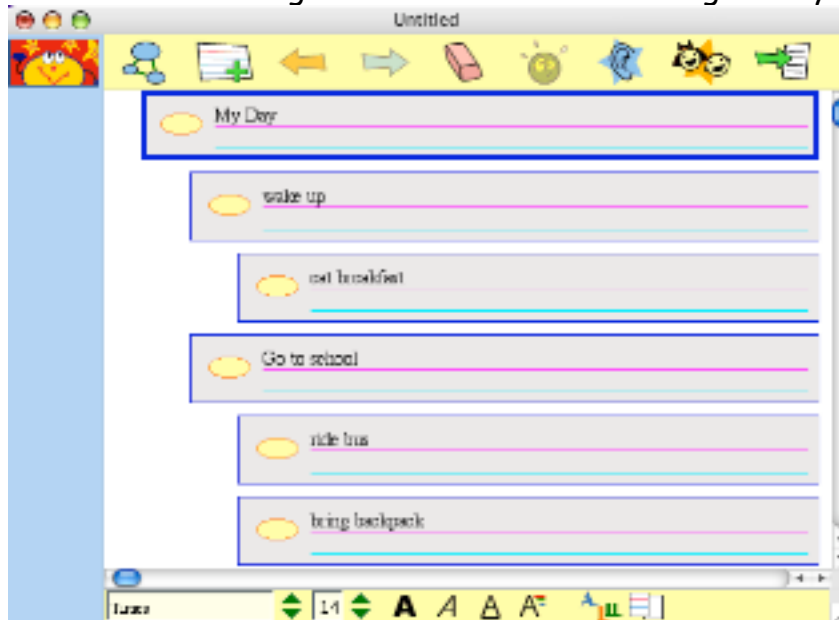 Untitled
My Day
wake up
eat breakfast
Go to school
ride bus
bring backpack
14 A A A A